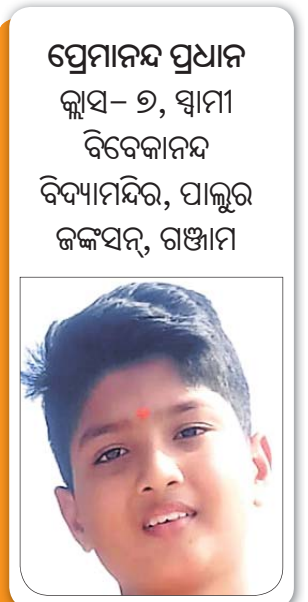 ପ୍ରେମାନନ୍ଦ ପ୍ରଧାନ
କ୍ଲାସ– ୭, ସ୍ୱାମୀ
ବିବେକାନନ୍ଦ
ବିଦ୍ୟାମନ୍ଦିର, ପାଲୁର
ଜଙ୍କସନ୍, ଗଞ୍ଜାମ